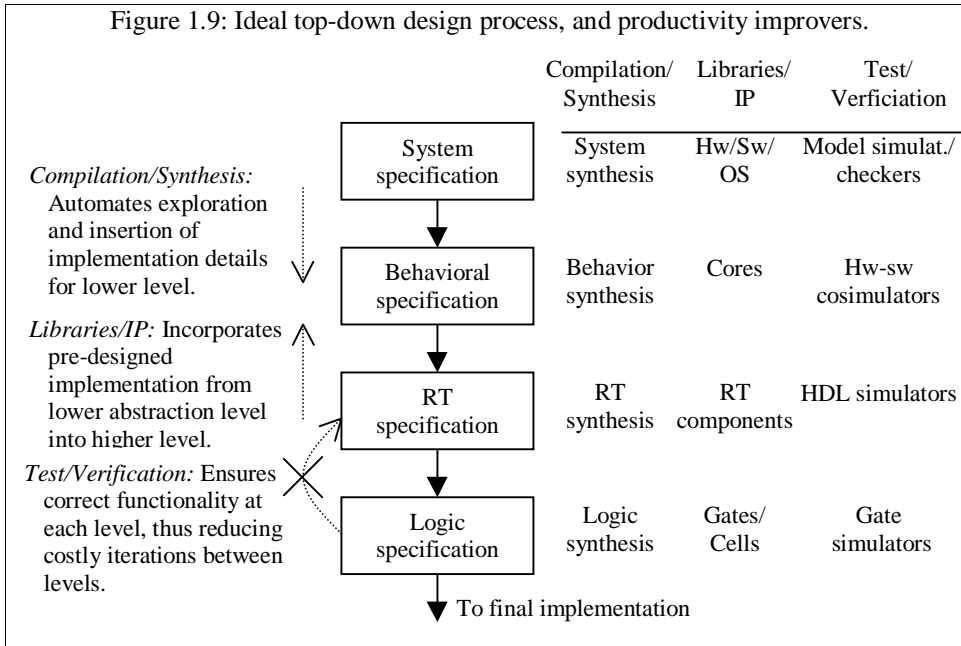 Figure 1.9: Ideal top-down design process, and productivity improvers.
Compilation/
Synthesis
Libraries/
IP
Test/
Verficiation
System
specification
System
synthesis
Hw/Sw/
OS
Model simulat./
checkers
Compilation/Synthesis:
Automates exploration
and insertion of
implementation details
for lower level.
Behavioral
specification
Behavior
synthesis
Cores
Hw-sw
cosimulators
Libraries/IP: Incorporates
pre-designed
implementation from
lower abstraction level
into higher level.
RT
specification
RT
synthesis
RT
components
HDL simulators
Test/Verification: Ensures
correct functionality at
each level, thus reducing
costly iterations between
levels.
Logic
specification
Logic
synthesis
Gates/
Cells
Gate
simulators
To final implementation